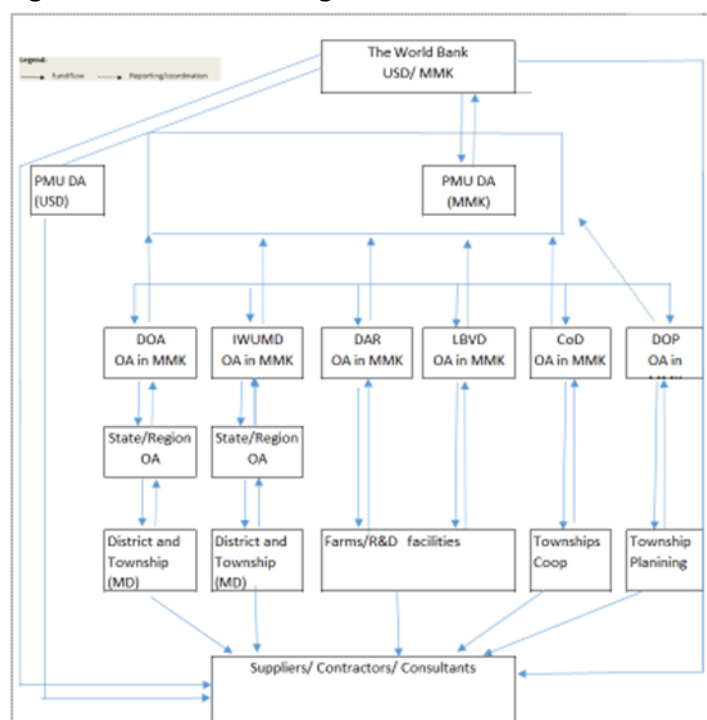 Legend:
Fundflow
Reporting/coordination
The World Bank
USD/ MMK
PMU DA
(USD)
PMU DA
(MMK)
DOA
OA in MMK
IWUMD
OA in MMK
DAR
OA in MMK
LBVD
OA in MMK
CoD
OA in MMK
DOP
OA in
State/Region
OA
State/Region
OA
District and
Township
(MD)
District and
Township
(MD)
Farms/R&D facilities
Townships
Coop
Township
Planining
Suppliers/ Contractors/ Consultants